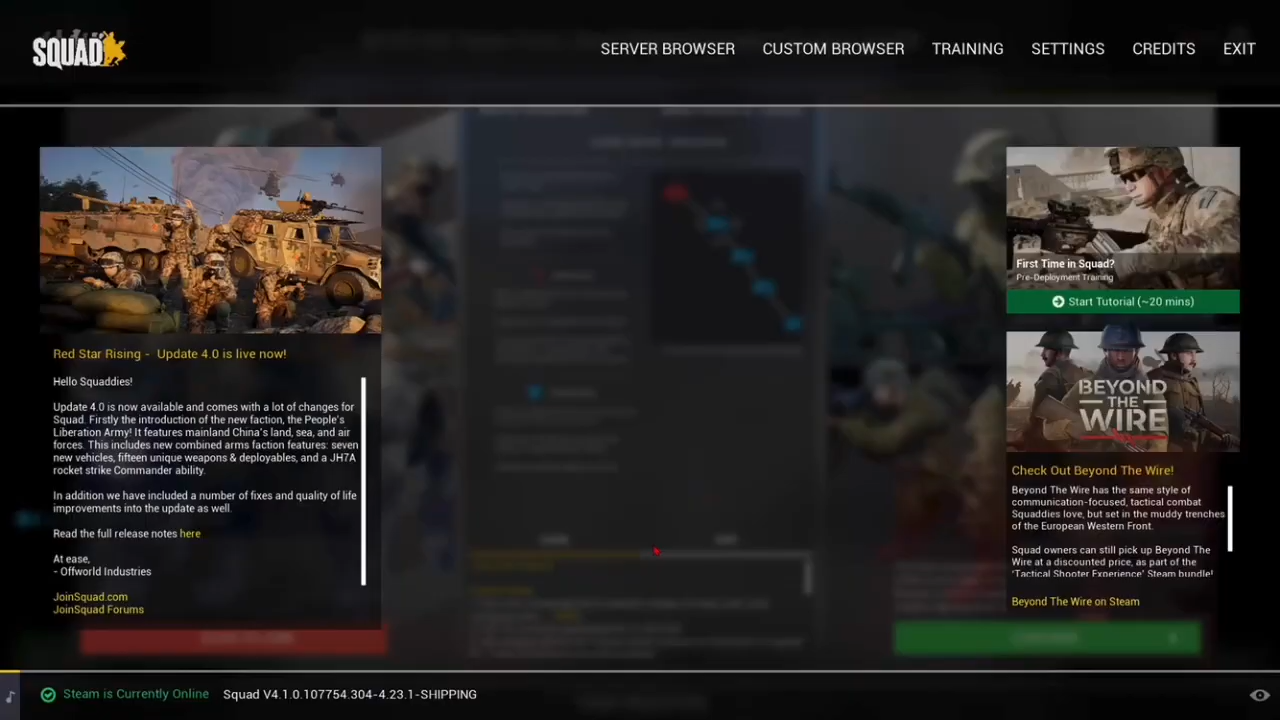 SQUAD
SERVER BROWSER
CUSTOM BROWSER
TRAINING
SETTINGS
CREDITS
EXIT
Red Star Rising - Update 4.0 is live now!
Hello Squaddies!
Update 4.0 is now available and comes with a lot of changes for
Squad. Firstly the introduction of the new faction, the People's
Liberation Army! It features mainland China's land, sea, and air
forces. This includes new combined arms faction features: seven
new vehicles, fifteen unique weapons & deployables, and a JH7A
rocket strike Commander ability.
In addition we have included a number of fixes and quality of life
improvements into the update as well.
Read the full release notes here
At ease,
- Offworld Industries
JoinSquad.com
JoinSquad Forums
First Time in Squad?
Pre-Deployment Training
Start Tutorial (~20 mins)
BEYOND
THE
WIRE
Check Out Beyond The Wire!
Beyond The Wire has the same style of
communication-focused, tactical combat
Squaddies love, but set in the muddy trenches
of the European Western Front.
Squad owners can still pick up Beyond The
Wire at a discounted price, as part of the
'Tactical Shooter Experience' Steam bundle!
Beyond The Wire on Steam
Steam is Currently Online
Squad V4.1.0.107754.304-4.23.1-SHIPPING